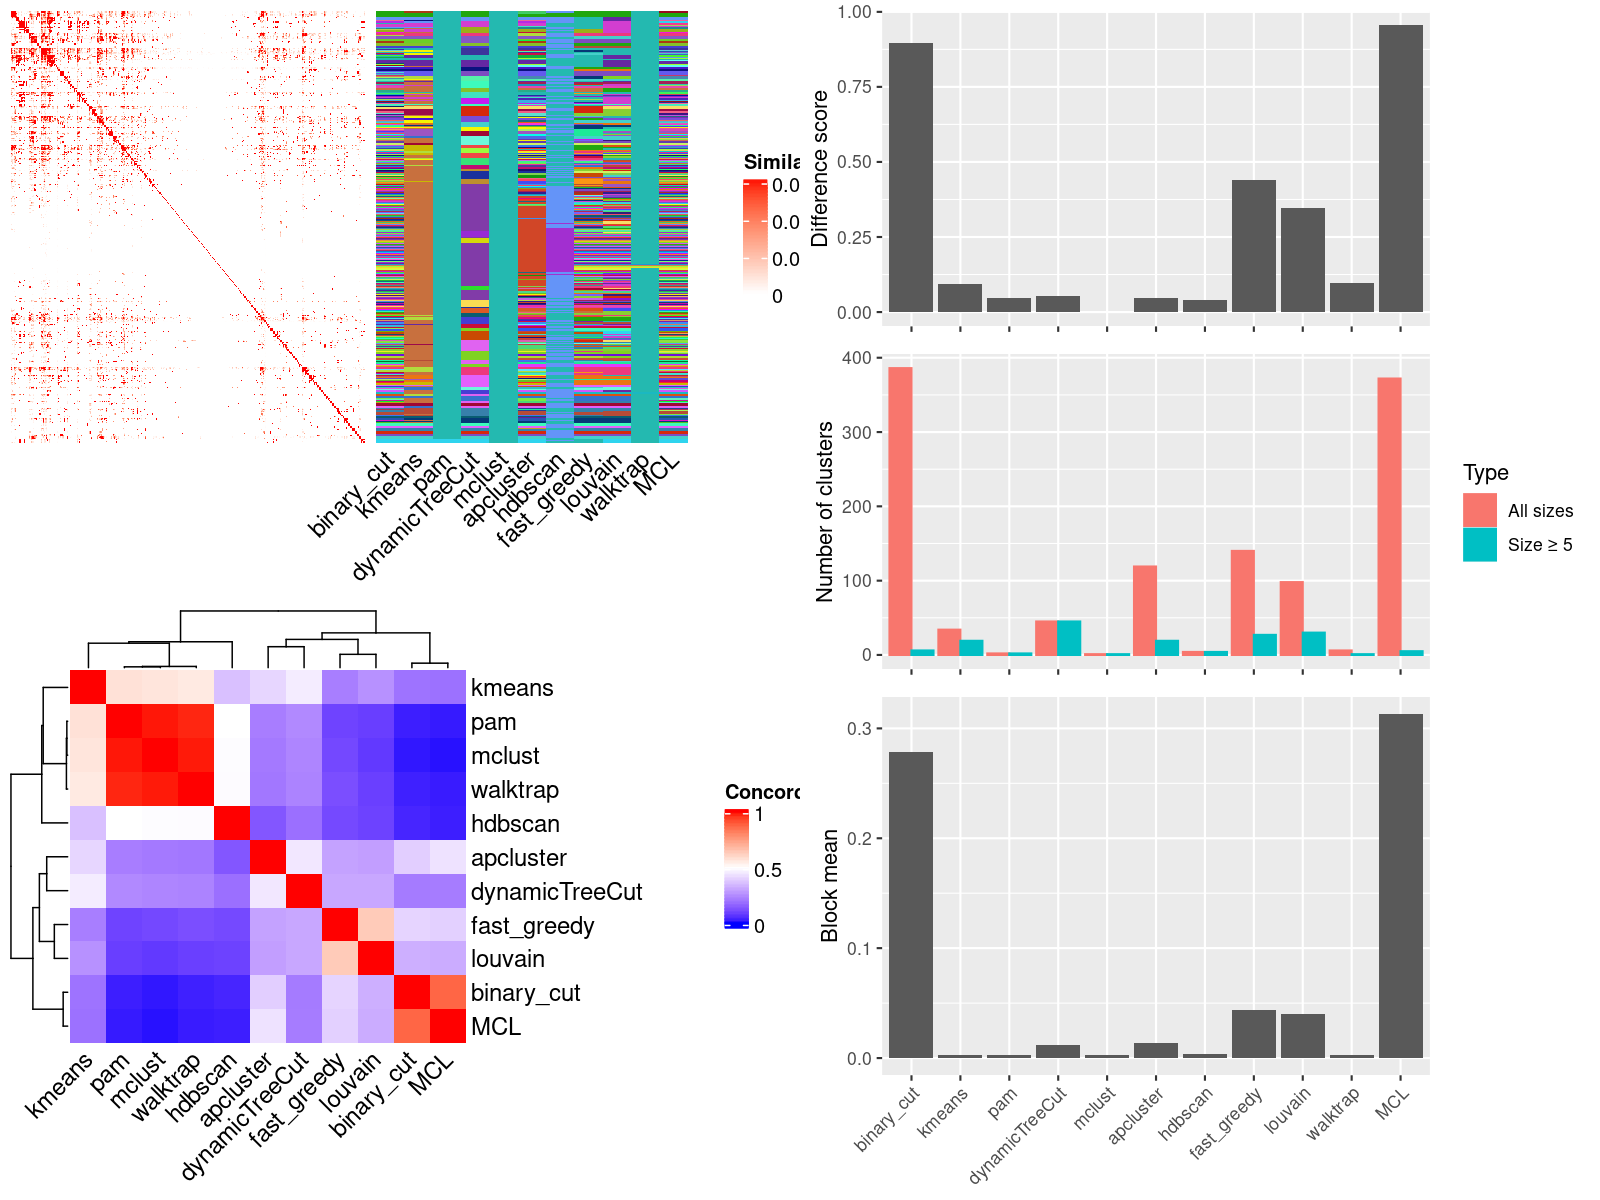 Simila
0.0
0.0
0.0
0
binary_cut
kmeans
pam
dynamicTreeCut
mclust
apcluster
hdbscan
fast_greedy
louvain
walktrap
MCL
Difference score
1.00
0.75
0.50
0.25
0.00
Number of clusters
400
300
200
100
0
Type
All sizes
Size ≥ 5
kmeans
pam
mclust
walktrap
hdbscan
apcluster
dynamicTreeCut
fast_greedy
louvain
binary_cut
MCL
kmeans
pam
mclust
walktrap
hdbscan
apcluster
dynamicTreeCut
fast_greedy
louvain
binary_cut
MCL
Concor
1
0.5
0
Block mean
0.3
0.2
0.1
0.0
binary_cut
kmeans
pam
dynamicTreeCut
mclust
apcluster
hdbscan
fast_greedy
louvain
walktrap
MCL